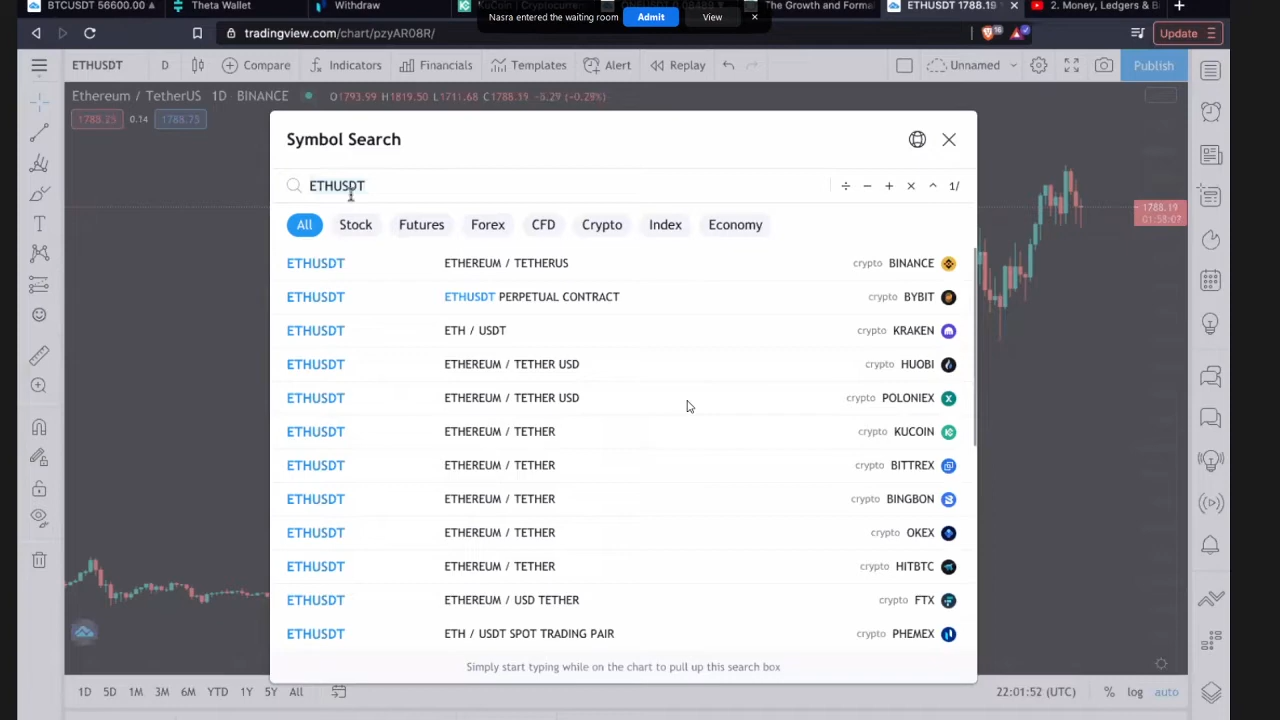 BTCUSDT 56600.00 ▲
Theta Wallet
Withdraw
The Growth and Forma
ETHUSDT 1788.19
2. Money, Ledgers & B
Nasra entered the waiting room
Admit
View
tradingview.com/chart/pzyAR08R/
Update
ETHUSDT
D
Compare
Indicators
Financials
Templates
Alert
Replay
Unnamed
Publish
Ethereum / TetherUS 1D BINANCE
O1793.99 H1819.50 L1711.68 C1788.19 -5.29 (-0.29%)
1788.25
0.14
1788.75
Symbol Search
ETHUSDT
÷ − + × ^ 1/
All
Stock
Futures
Forex
CFD
Crypto
Index
Economy
ETHUSDT ETHEREUM / TETHERUS crypto BINANCE
ETHUSDT ETHUSDT PERPETUAL CONTRACT crypto BYBIT
ETHUSDT ETH / USDT crypto KRAKEN
ETHUSDT ETHEREUM / TETHER USD crypto HUOBI
ETHUSDT ETHEREUM / TETHER USD crypto POLONIEX
ETHUSDT ETHEREUM / TETHER crypto KUCOIN
ETHUSDT ETHEREUM / TETHER crypto BITTREX
ETHUSDT ETHEREUM / TETHER crypto BINGBON
ETHUSDT ETHEREUM / TETHER crypto OKEX
ETHUSDT ETHEREUM / TETHER crypto HITBTC
ETHUSDT ETHEREUM / USD TETHER crypto FTX
ETHUSDT ETH / USDT SPOT TRADING PAIR crypto PHEMEX
Simply start typing while on the chart to pull up this search box
1788.19
01:58:07
1D
5D
1M
3M
6M
YTD
1Y
5Y
All
22:01:52 (UTC)
%
log
auto